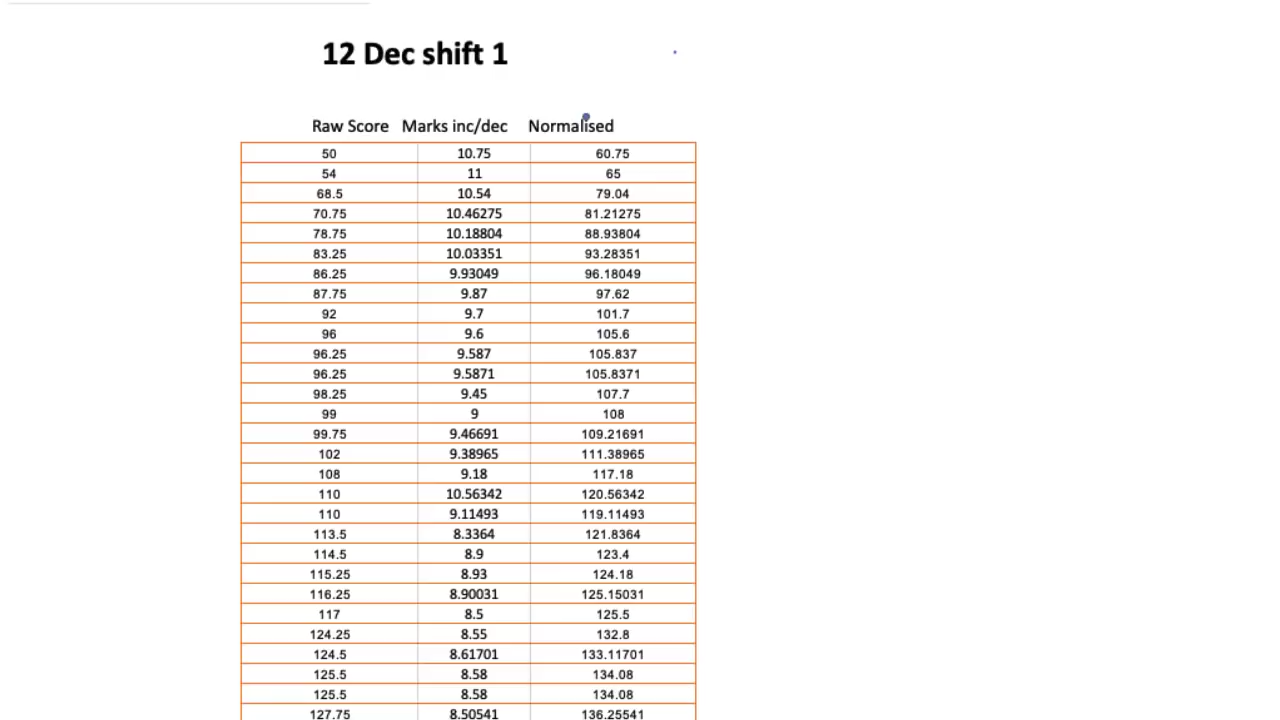 12 Dec shift 1
Raw Score Marks inc/dec Normalised
50 10.75 60.75
54 11 65
68.5 10.54 79.04
70.75 10.46275 81.21275
78.75 10.18804 88.93804
83.25 10.03351 93.28351
86.25 9.93049 96.18049
87.75 9.87 97.62
92 9.7 101.7
96 9.6 105.6
96.25 9.587 105.837
96.25 9.5871 105.8371
98.25 9.45 107.7
99 9 108
99.75 9.46691 109.21691
102 9.38965 111.38965
108 9.18 117.18
110 10.56342 120.56342
110 9.11493 119.11493
113.5 8.3364 121.8364
114.5 8.9 123.4
115.25 8.93 124.18
116.25 8.90031 125.15031
117 8.5 125.5
124.25 8.55 132.8
124.5 8.61701 133.11701
125.5 8.58 134.08
125.5 8.58 134.08
127.75 8.50541 136.25541